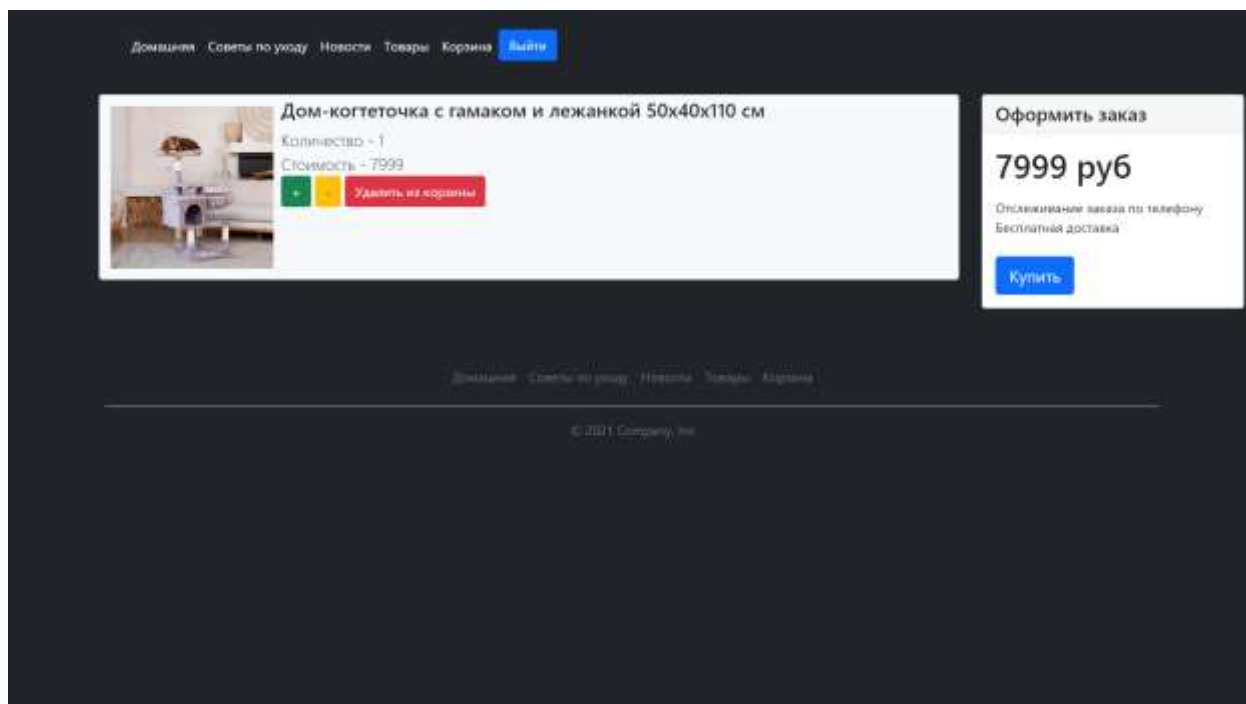 Домашняя Советы по уходу Новости Товары Корзина Выйти
Дом-когтеточка с гамаком и лежанкой 50х40х110 см
Количество - 1
Стоимость - 7999
+ - Удалить из корзины
Оформить заказ
7999 руб
Отслеживание заказа по телефону
Бесплатная доставка
Купить
Домашняя Советы по уходу Новости Товары Корзина
© 2021 Company, Inc